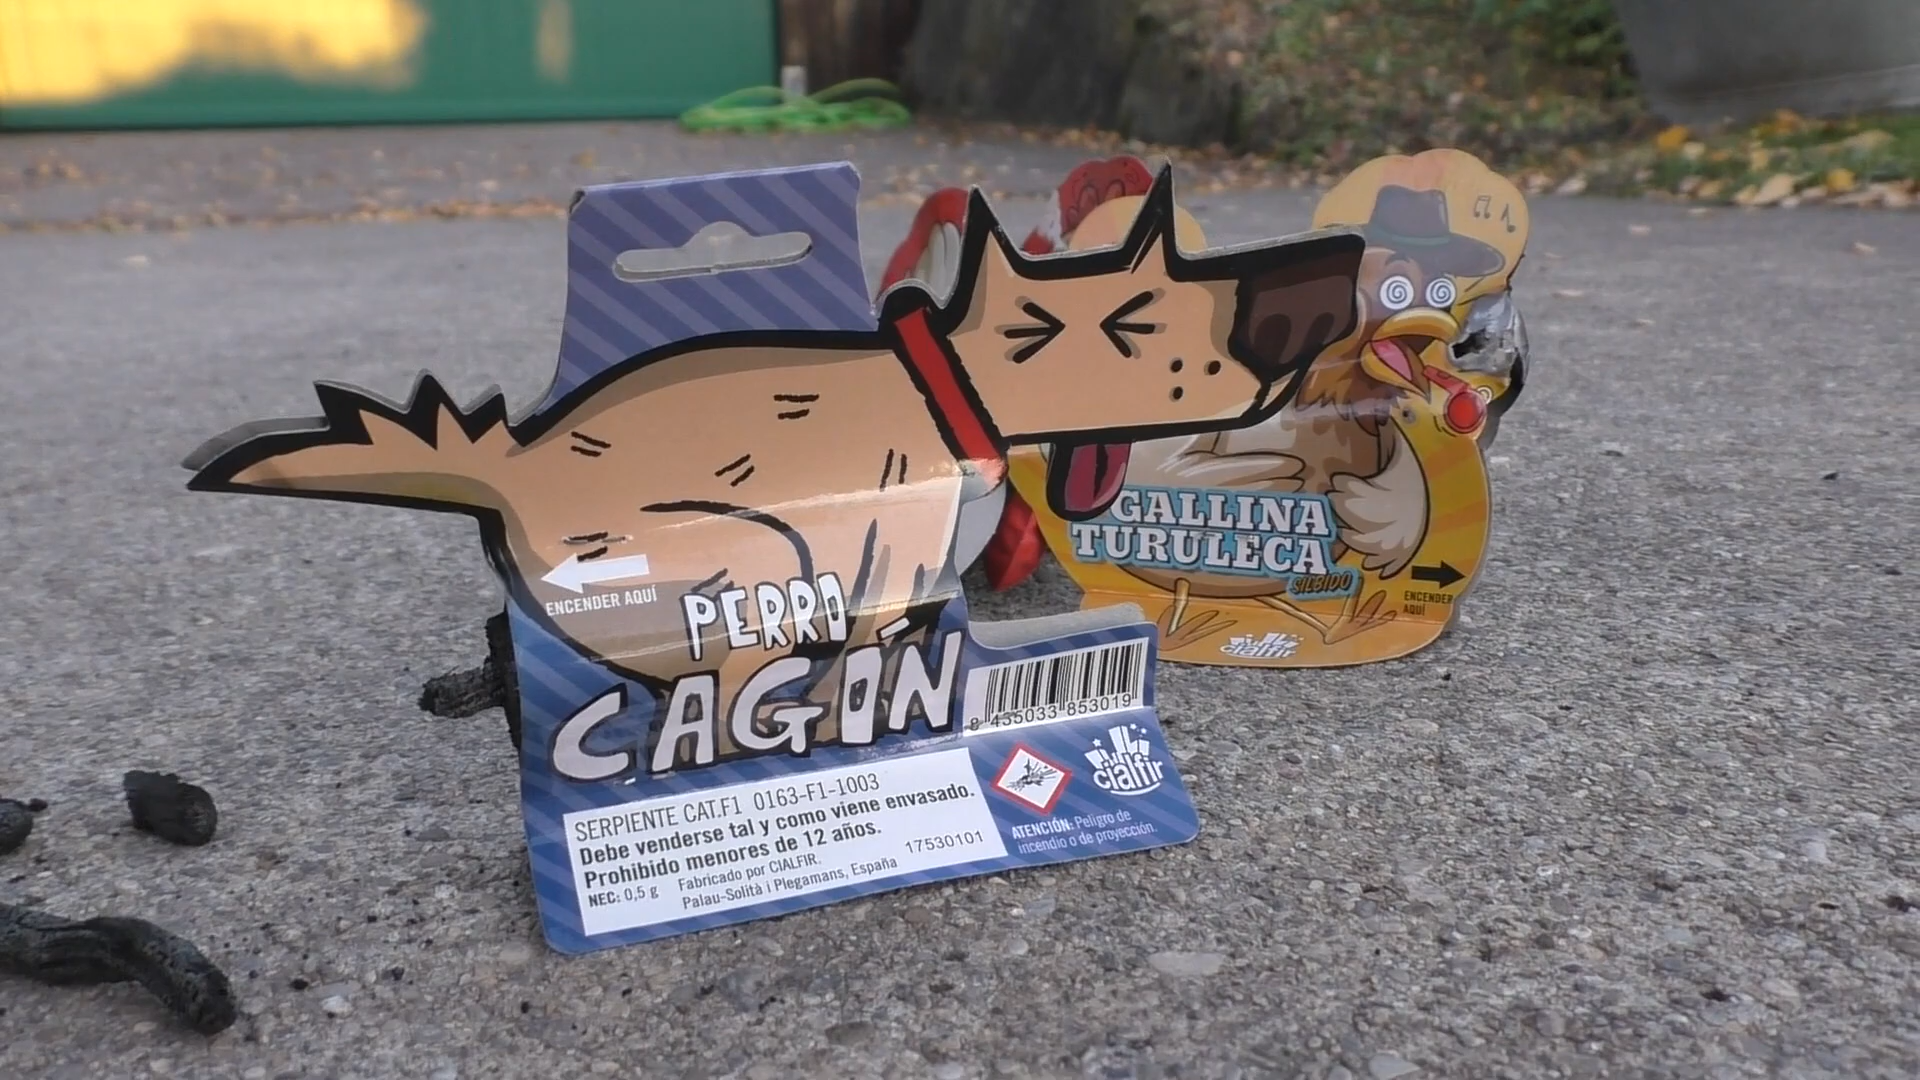 ENCENDER AQUÍ
PERRO
CAGÓN
8 435033 853019
cialfir
SERPIENTE CAT.F1 0163-F1-1003
Debe venderse tal y como viene envasado.
Prohibido menores de 12 años.
17530101
NEC: 0,5 g
Fabricado por CIALFIR.
Palau-Solità i Plegamans, España
ATENCIÓN: Peligro de
incendio o de proyección.
GALLINA
TURULECA
SILBIDO
ENCENDER
AQUÍ
cialfir